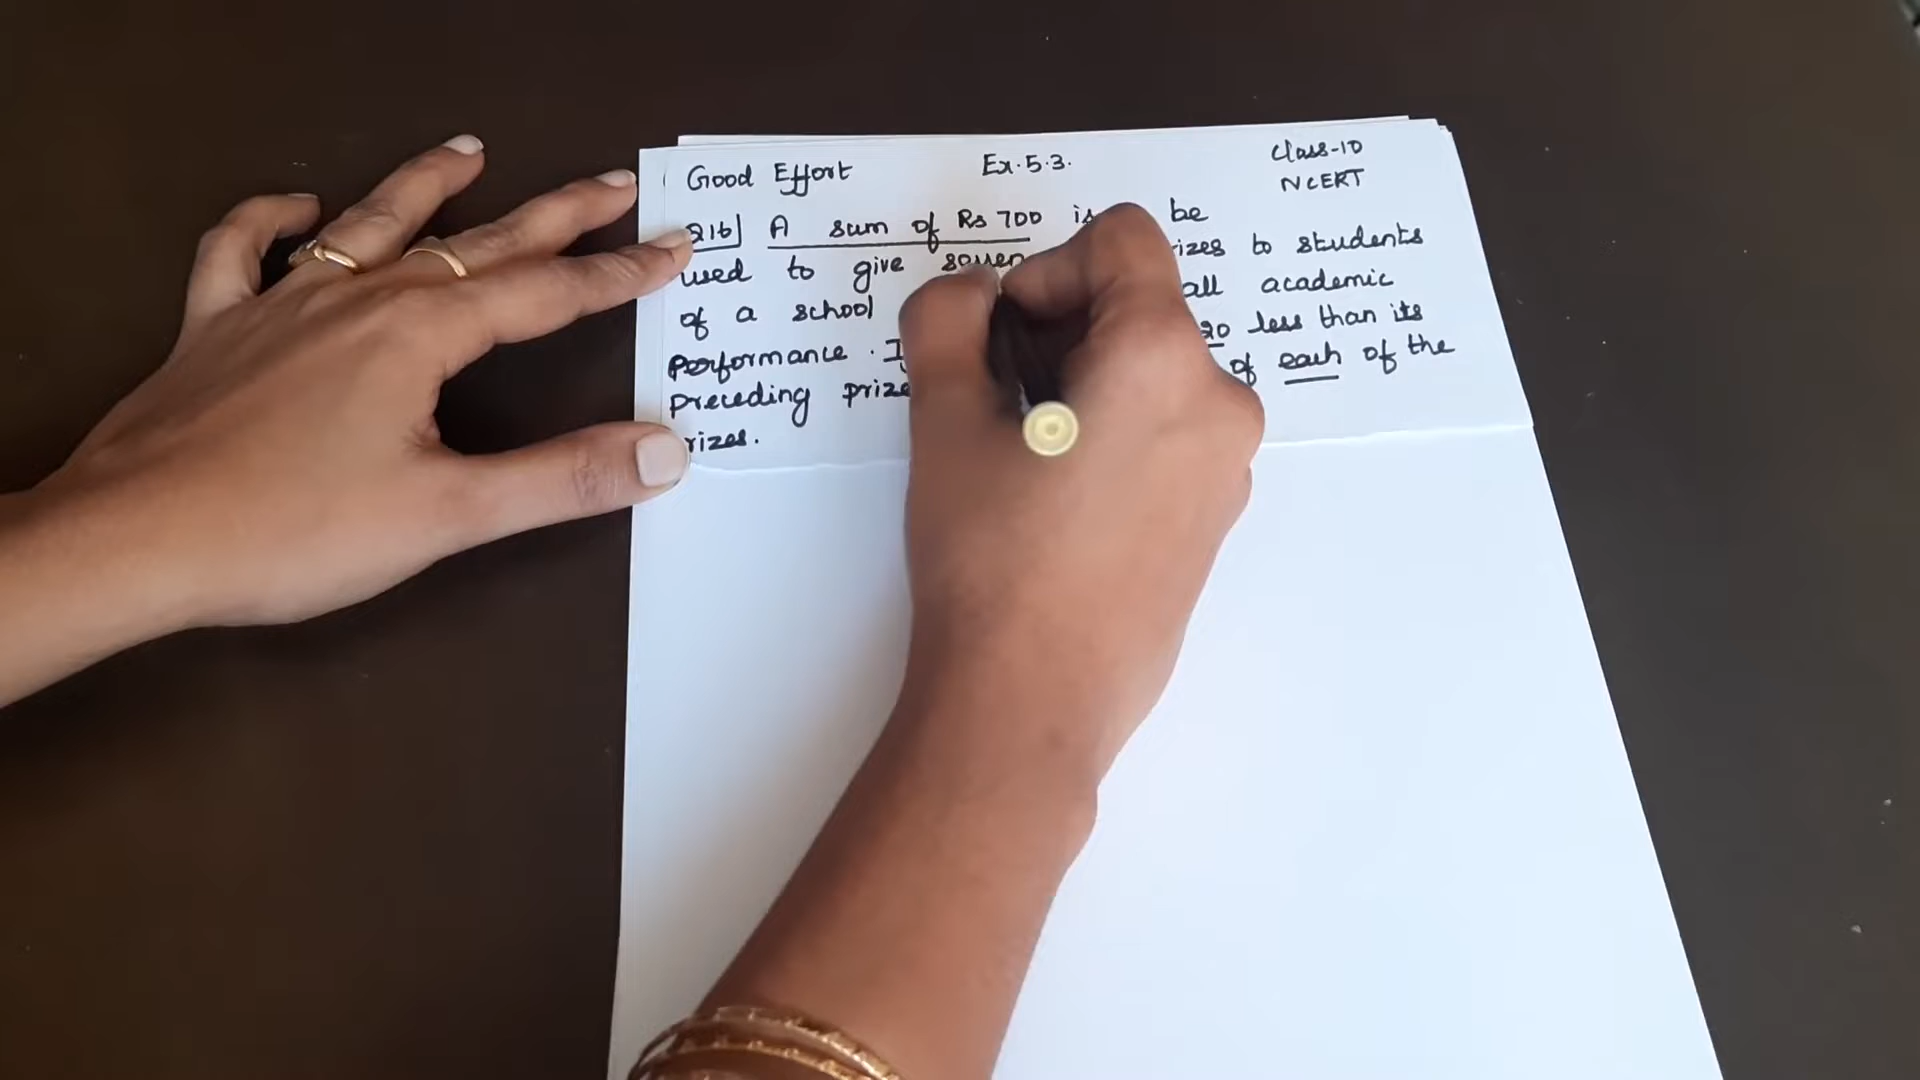 Good Effort Ex.5.3. Class-10
NCERT
Q16] A sum of Rs 700 is be
used to give seven prizes to students
of a school all academic
Performance. 20 less than its
preceding prize of each of the
rizes.